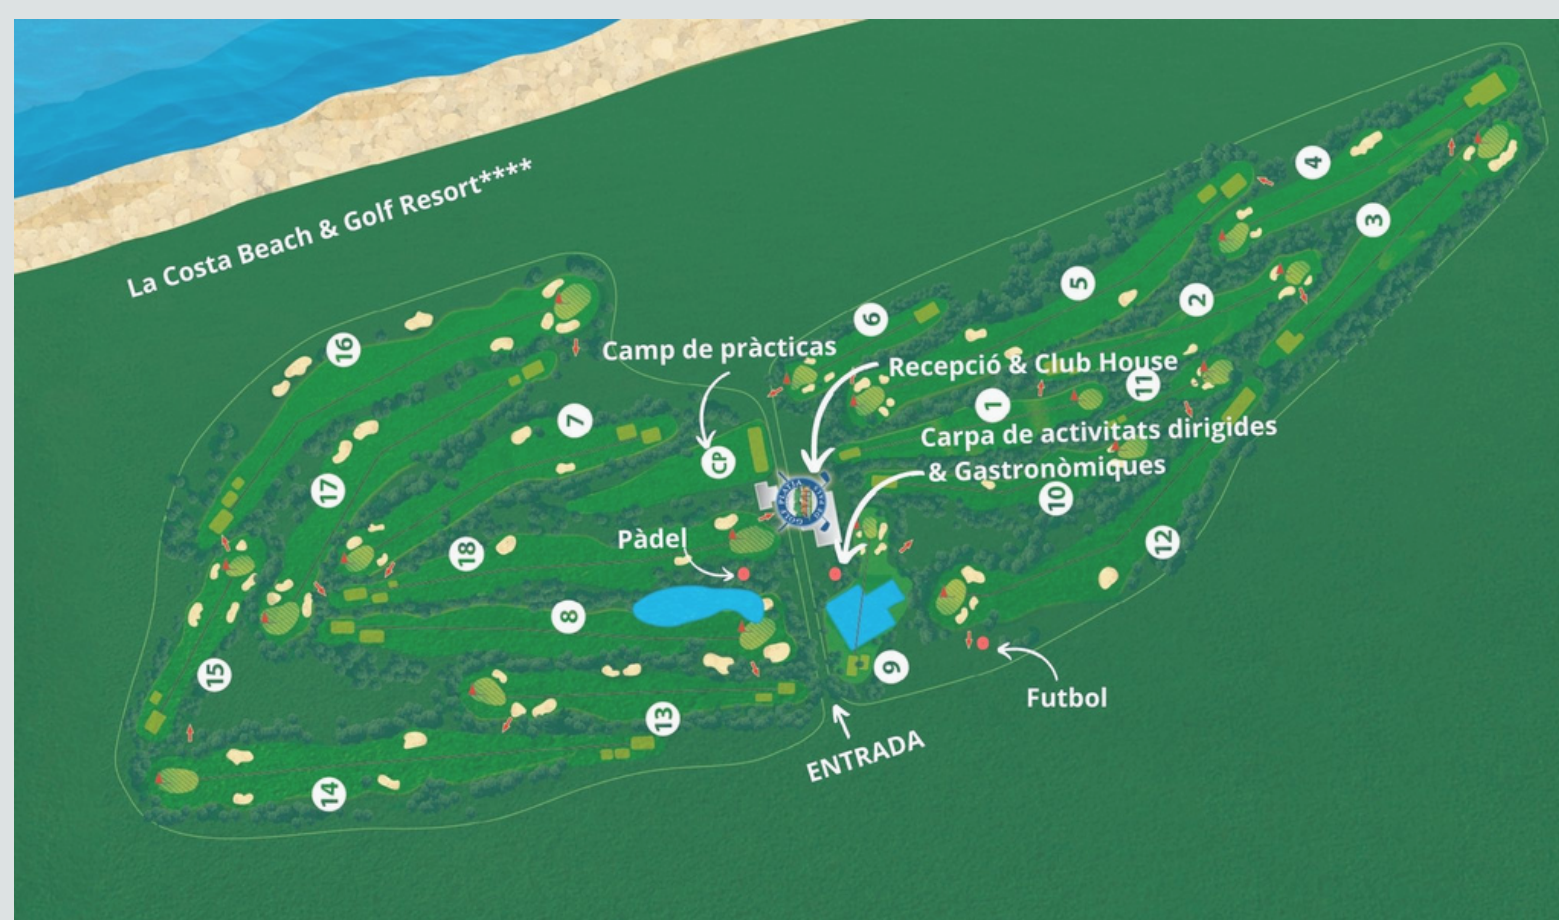 La Costa Beach & Golf Resort****
4
3
5
2
6
16
Camp de pràcticas
Recepció & Club House
11
1
7
Carpa de activitats dirigides
& Gastronòmiques
CP
17
10
Pàdel
18
12
8
9
15
Futbol
13
ENTRADA
14